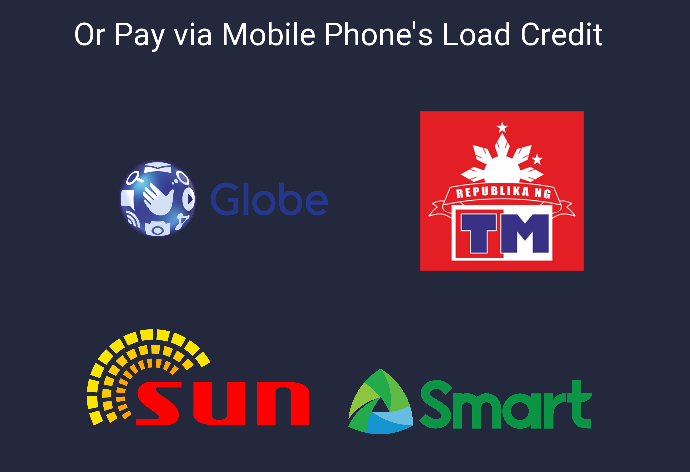 Or Pay via Mobile Phone's Load Credit
Globe
REPUBLIKA NG
TM
sun
Smart